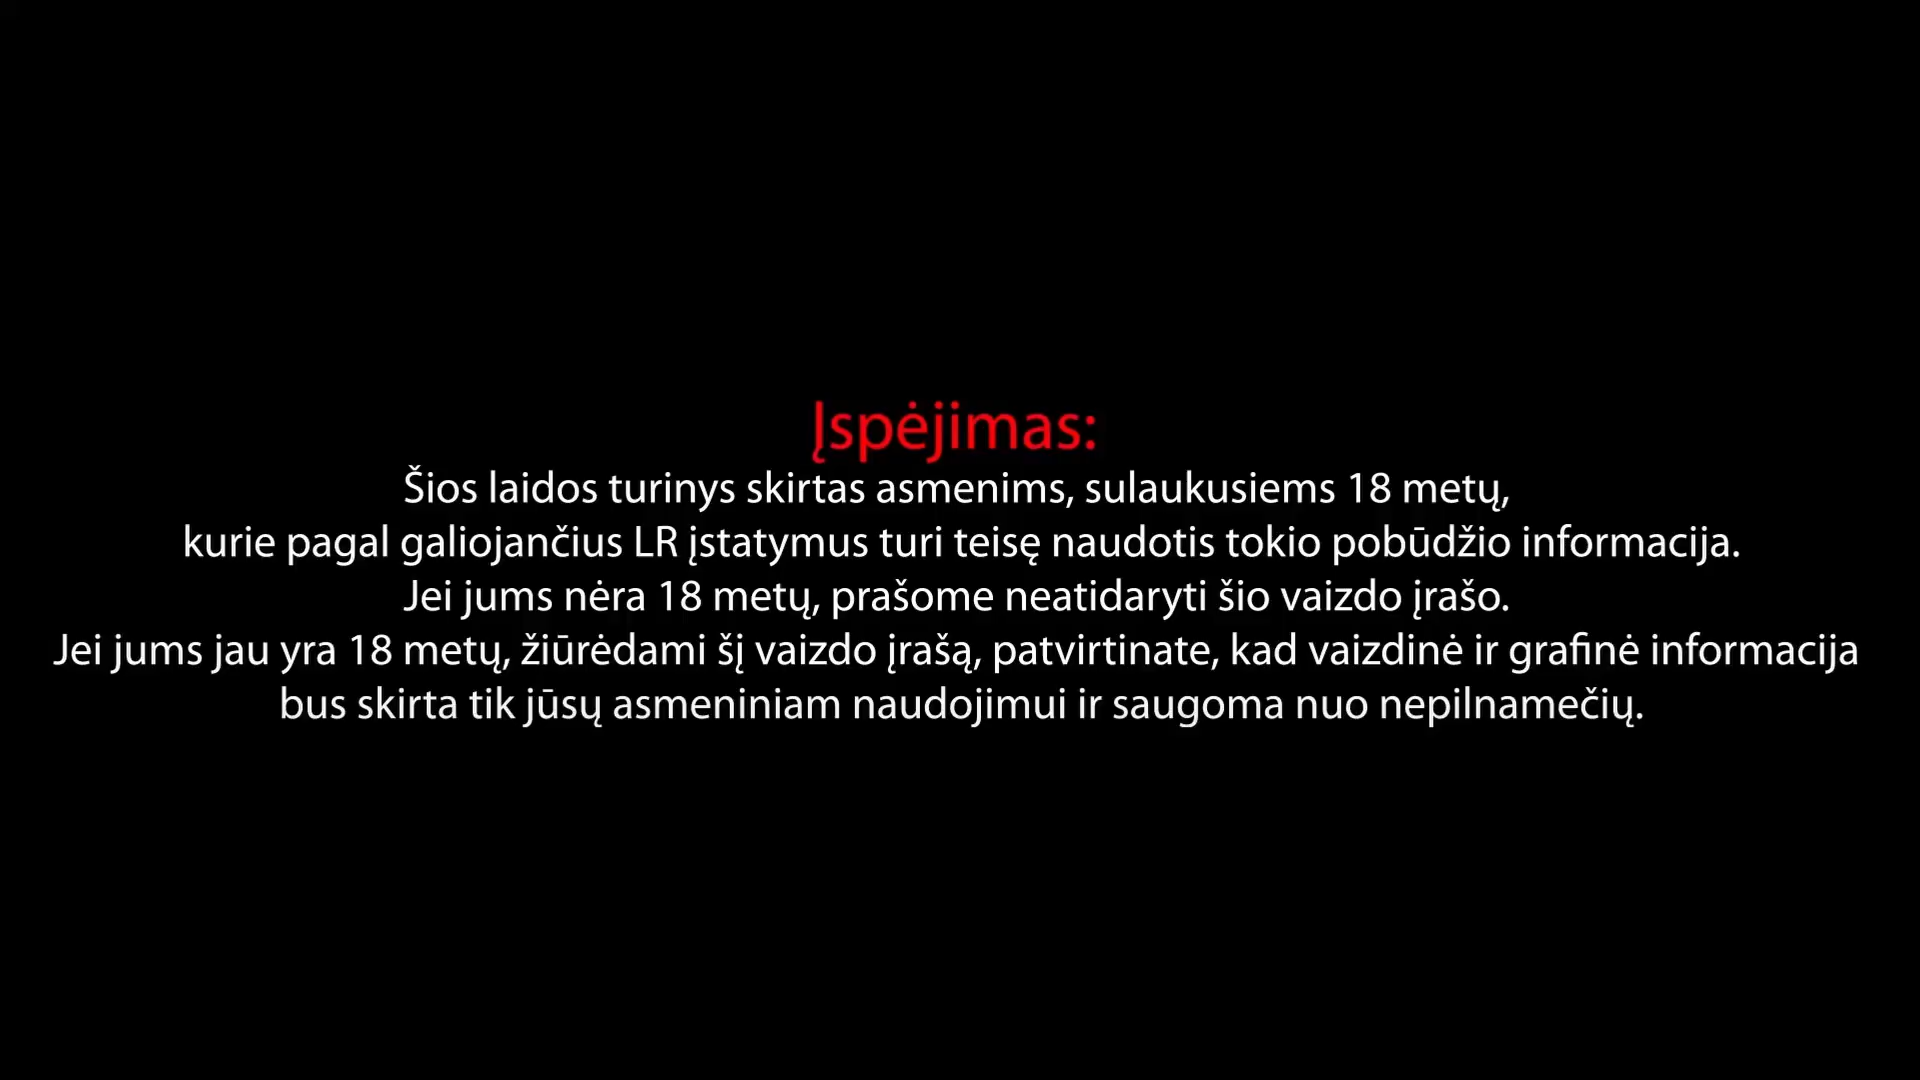 Įspėjimas:
Šios laidos turinys skirtas asmenims, sulaukusiems 18 metų,
kurie pagal galiojančius LR įstatymus turi teisę naudotis tokio pobūdžio informacija.
Jei jums nėra 18 metų, prašome neatidaryti šio vaizdo įrašo.
Jei jums jau yra 18 metų, žiūrėdami šį vaizdo įrašą, patvirtinate, kad vaizdinė ir grafinė informacija
bus skirta tik jūsų asmeniniam naudojimui ir saugoma nuo nepilnamečių.